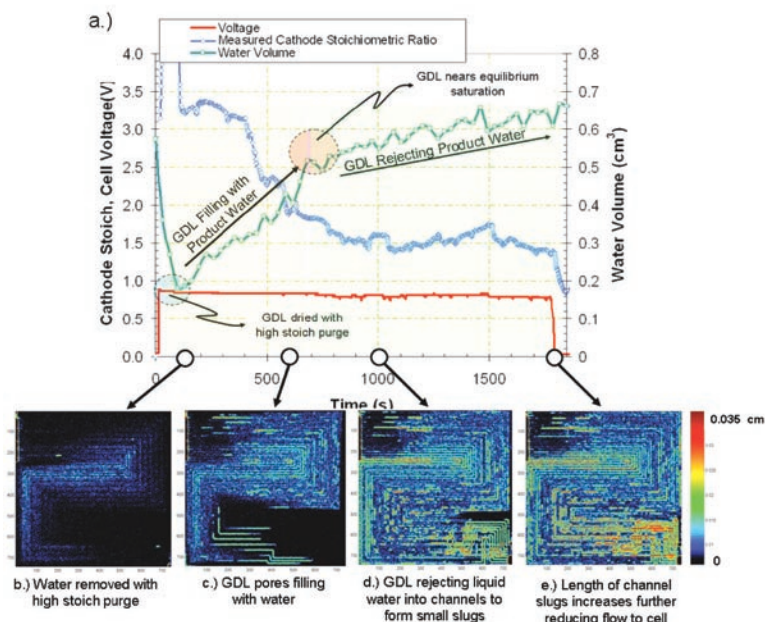 a.)
Voltage
Measured Cathode Stoichiometric Ratio
Water Volume
4.0
3.5
3.0
2.5
2.0
1.5
1.0
0.5
0.0
Cathode Stoich, Cell Voltage(V)
0.8
0.7
0.6
0.5
0.4
0.3
0.2
0.1
0
Water Volume (cm³)
GDL nears equilibrium
saturation
GDL Filling with
Product Water
GDL Rejecting Product Water
GDL dried with
high stoich purge
0
500
1000
1500
Time (s)
0.035 cm
0
b.) Water removed with
high stoich purge
c.) GDL pores filling
with water
d.) GDL rejecting liquid
water into channels to
form small slugs
e.) Length of channel
slugs increases further
reducing flow to cell